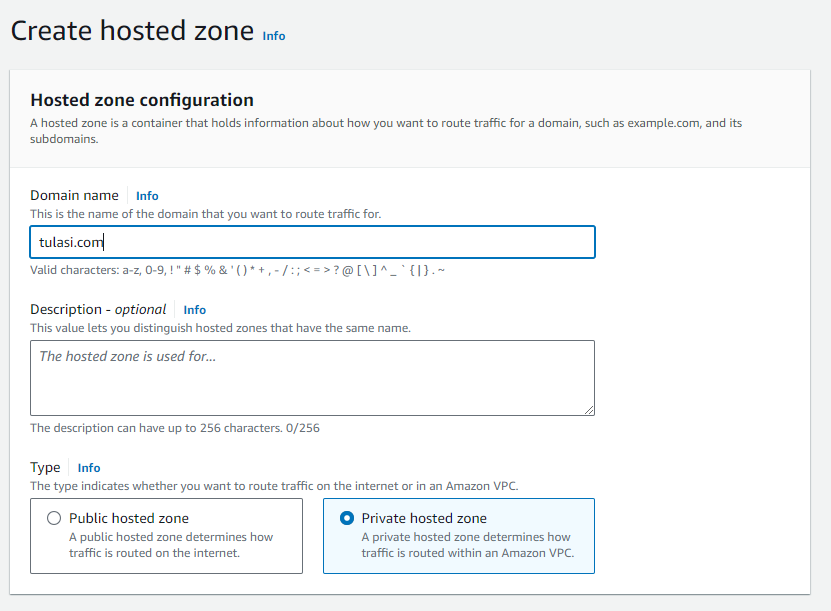 Create hosted zone Info
Hosted zone configuration
A hosted zone is a container that holds information about how you want to route traffic for a domain, such as example.com, and its
subdomains.
Domain name Info
This is the name of the domain that you want to route traffic for.
tulasi.com
Valid characters: a-z, 0-9, ! " # $ % & ' ( ) * + , - / : ; < = > ? @ [ \ ] ^ _ ` { | } . ~
Description - optional Info
This value lets you distinguish hosted zones that have the same name.
The hosted zone is used for...
The description can have up to 256 characters. 0/256
Type Info
The type indicates whether you want to route traffic on the internet or in an Amazon VPC.
Public hosted zone
A public hosted zone determines how
traffic is routed on the internet.
Private hosted zone
A private hosted zone determines how
traffic is routed within an Amazon VPC.